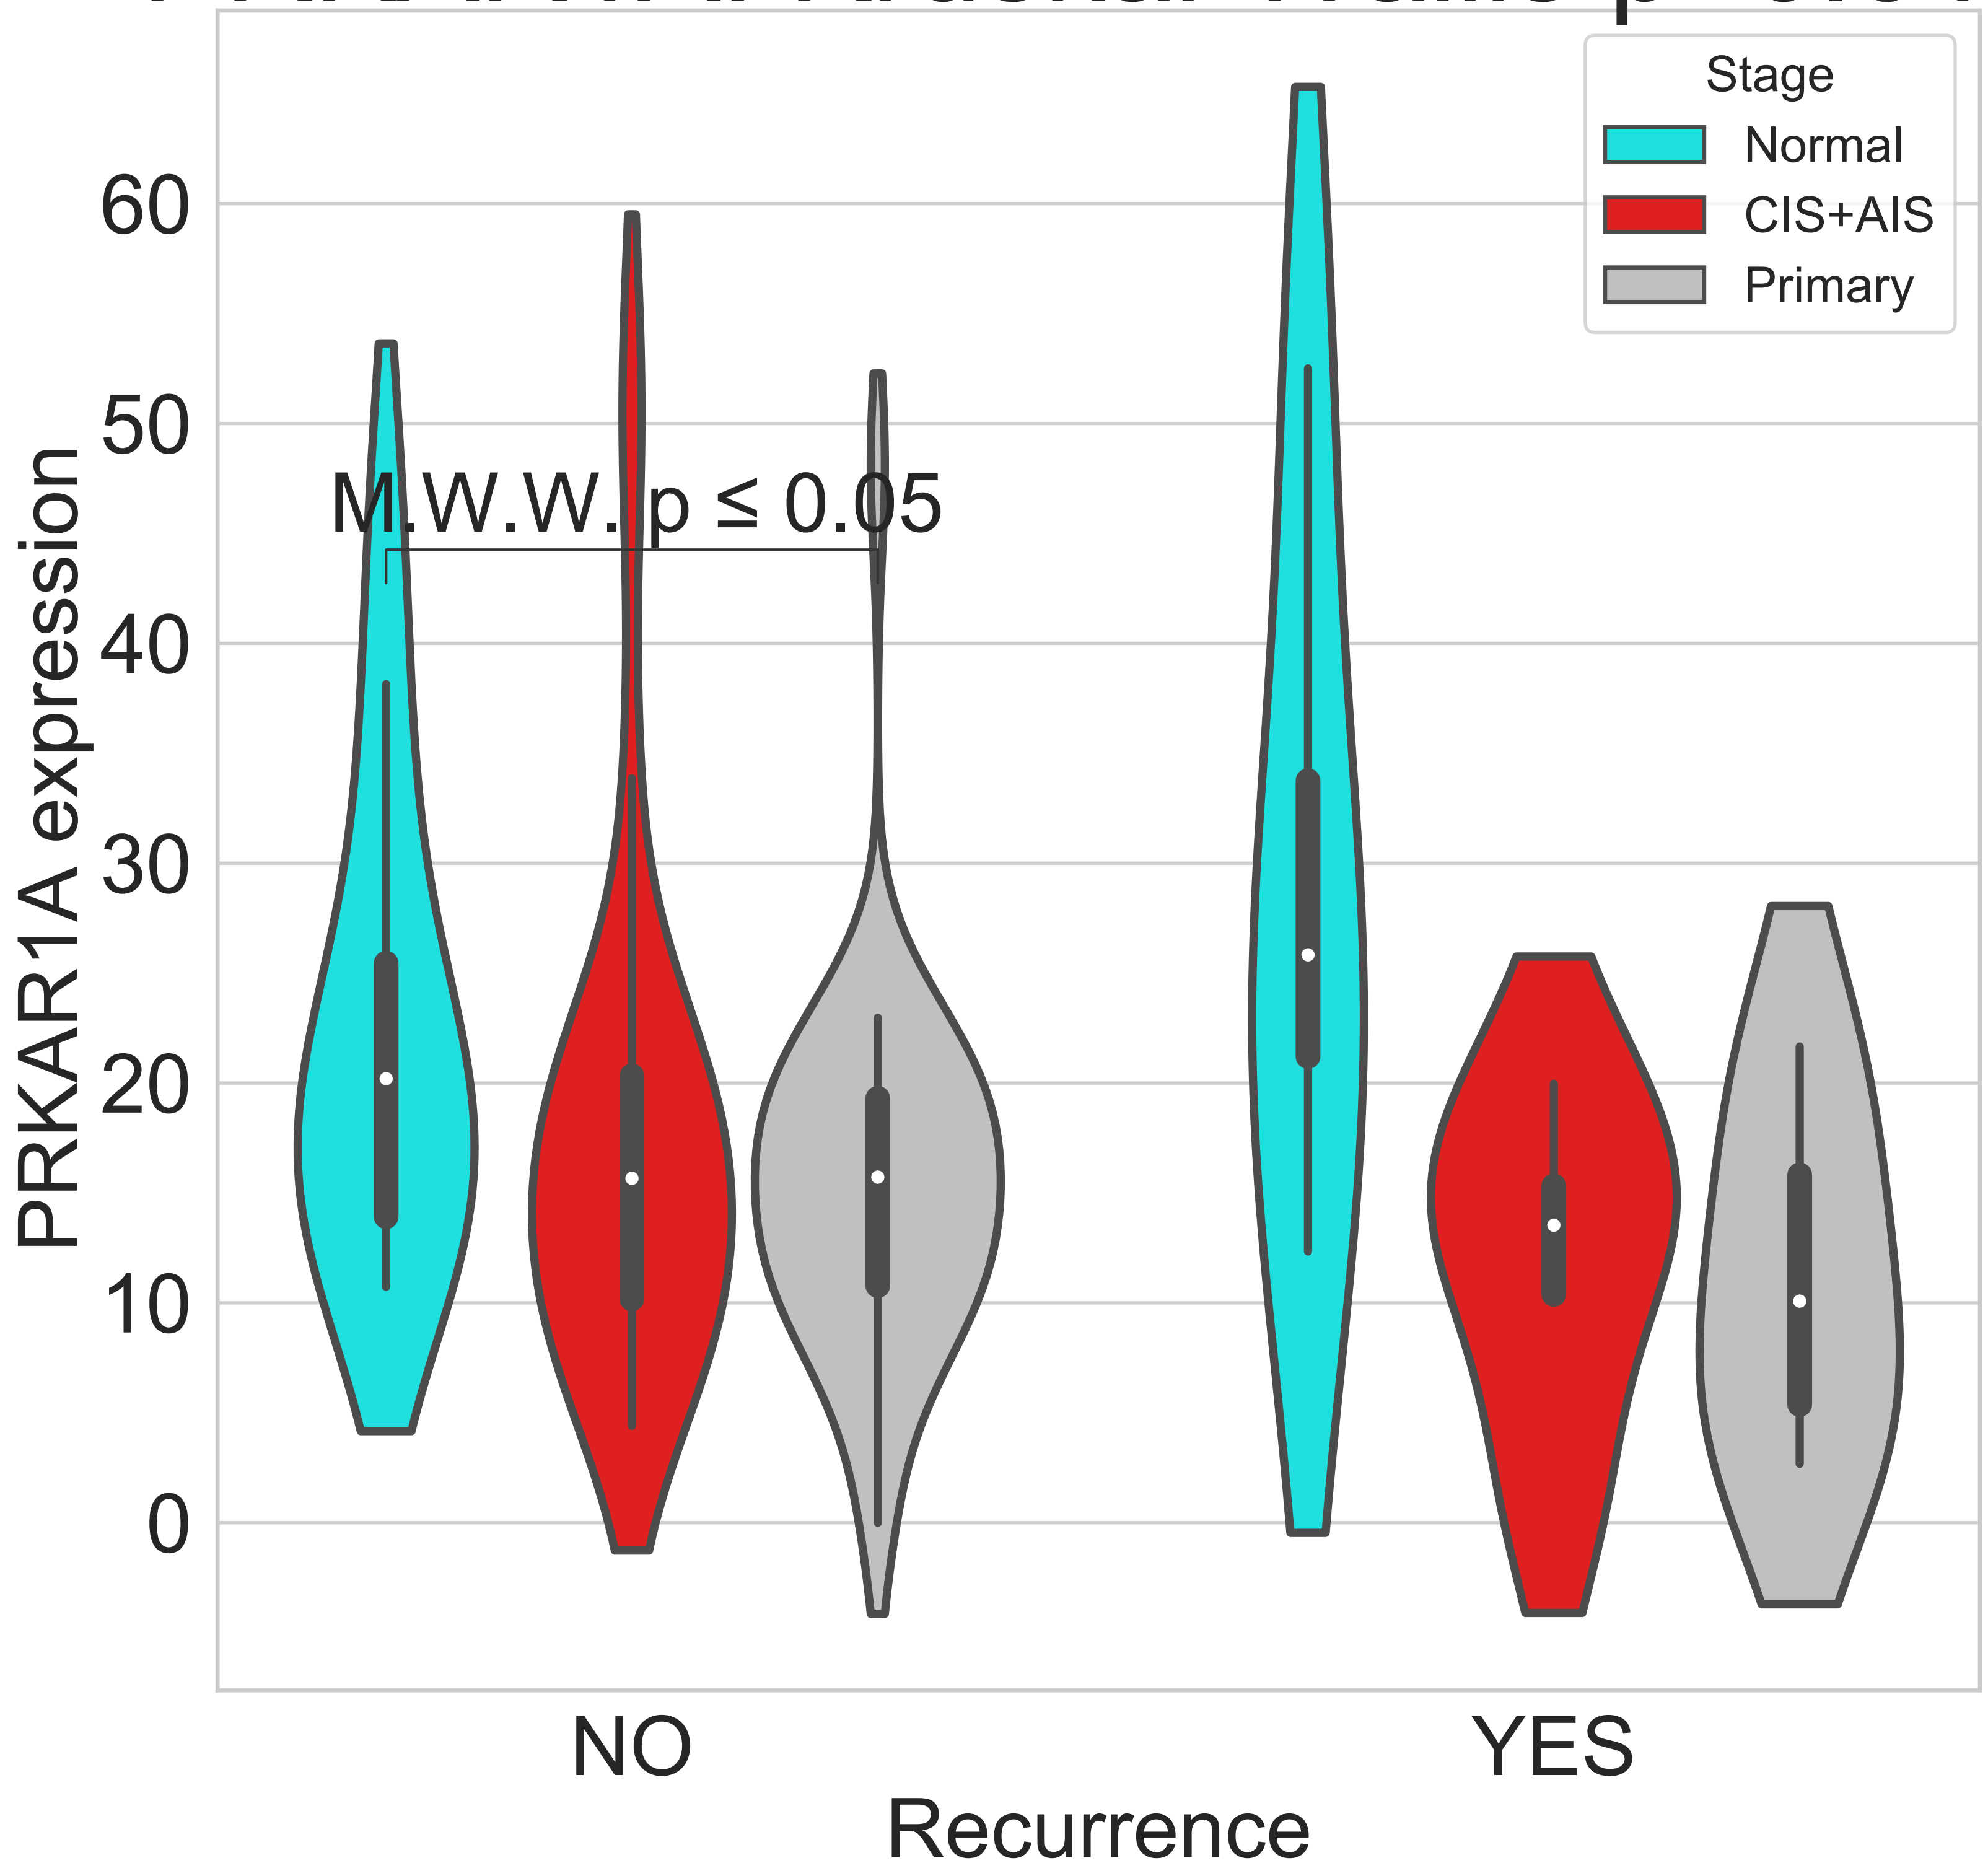 Stage
Normal
CIS+AIS
Primary
60
50
40
30
20
10
0
M.W.W. p ≤ 0.05
PRKAR1A expression
NO
YES
Recurrence